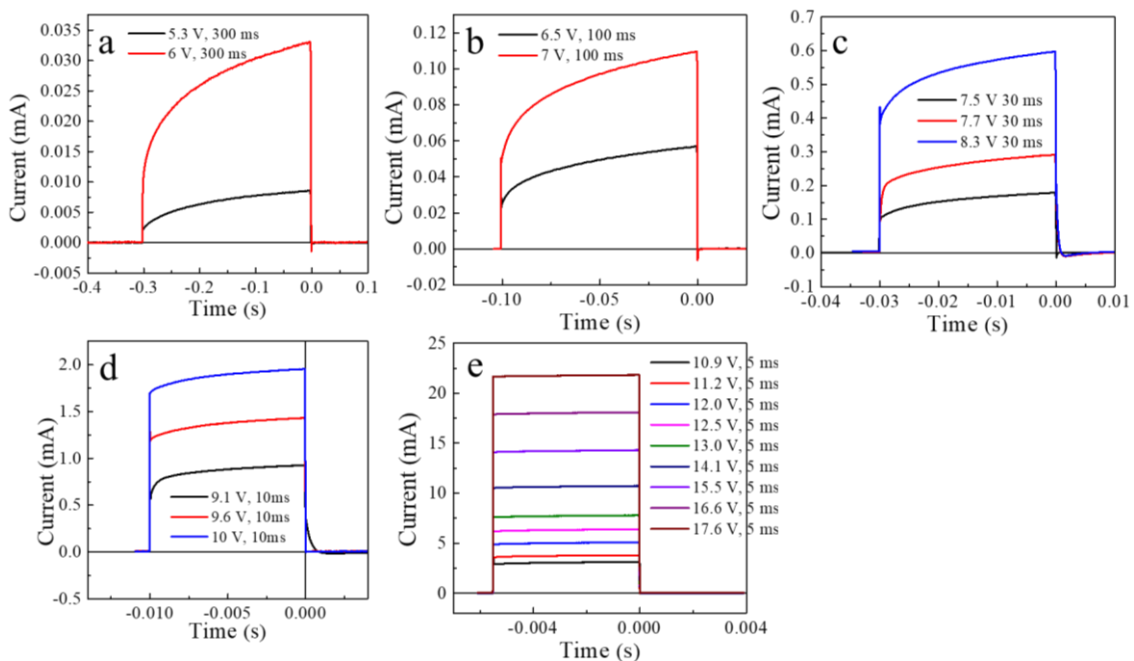 a
5.3 V, 300 ms
6 V, 300 ms
0.035
0.030
0.025
0.020
0.015
0.010
0.005
0.000
-0.005
Current (mA)
-0.4 -0.3 -0.2 -0.1 0.0 0.1
Time (s)
b
6.5 V, 100 ms
7 V, 100 ms
0.12
0.10
0.08
0.06
0.04
0.02
0.00
-0.02
Current (mA)
-0.10 -0.05 0.00
Time (s)
c
7.5 V 30 ms
7.7 V 30 ms
8.3 V 30 ms
0.7
0.6
0.5
0.4
0.3
0.2
0.1
0.0
-0.1
Current (mA)
-0.04 -0.03 -0.02 -0.01 0.00 0.01
Time (s)
d
9.1 V, 10ms
9.6 V, 10ms
10 V, 10ms
2.0
1.5
1.0
0.5
0.0
-0.5
Current (mA)
-0.010 -0.005 0.000
Time (s)
e
10.9 V, 5 ms
11.2 V, 5 ms
12.0 V, 5 ms
12.5 V, 5 ms
13.0 V, 5 ms
14.1 V, 5 ms
15.5 V, 5 ms
16.6 V, 5 ms
17.6 V, 5 ms
25
20
15
10
5
0
Current (mA)
-0.004 0.000 0.004
Time (s)